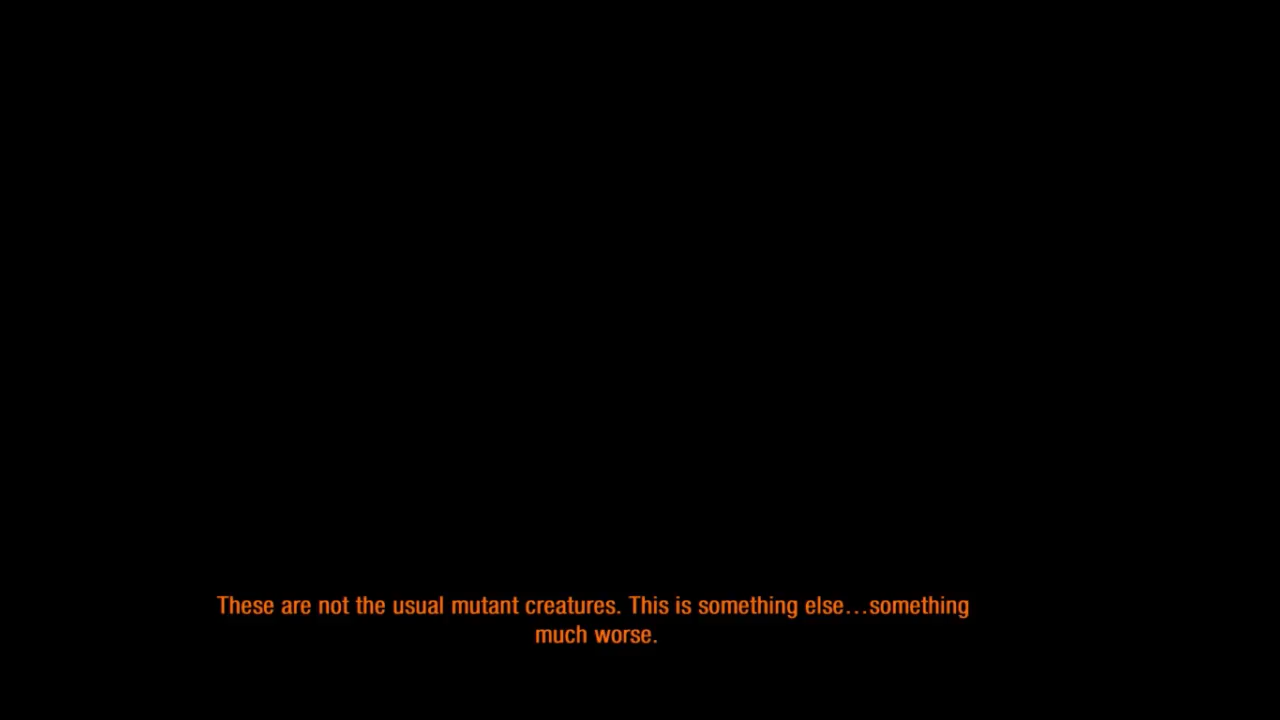 These are not the usual mutant creatures. This is something else…something
much worse.